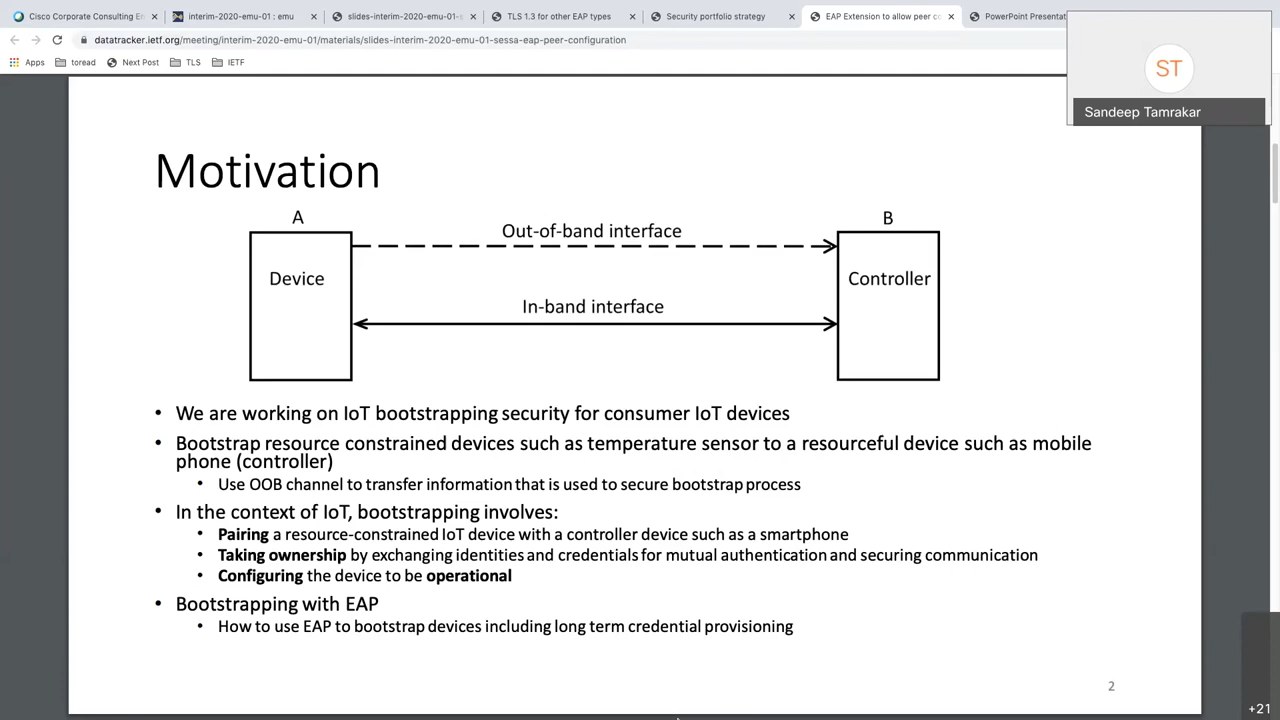 Cisco Corporate Consulting En
interim-2020-emu-01 : emu
slides-interim-2020-emu-01-s
TLS 1.3 for other EAP types
Security portfolio strategy
EAP Extension to allow peer co
PowerPoint Presentat
datatracker.ietf.org/meeting/interim-2020-emu-01/materials/slides-interim-2020-emu-01-sessa-eap-peer-configuration
Apps toread Next Post TLS IETF
ST
Sandeep Tamrakar
Motivation
A
B
Out-of-band interface
Device
Controller
In-band interface
• We are working on IoT bootstrapping security for consumer IoT devices
• Bootstrap resource constrained devices such as temperature sensor to a resourceful device such as mobile
phone (controller)
• Use OOB channel to transfer information that is used to secure bootstrap process
• In the context of IoT, bootstrapping involves:
• Pairing a resource-constrained IoT device with a controller device such as a smartphone
• Taking ownership by exchanging identities and credentials for mutual authentication and securing communication
• Configuring the device to be operational
• Bootstrapping with EAP
• How to use EAP to bootstrap devices including long term credential provisioning
2
+21